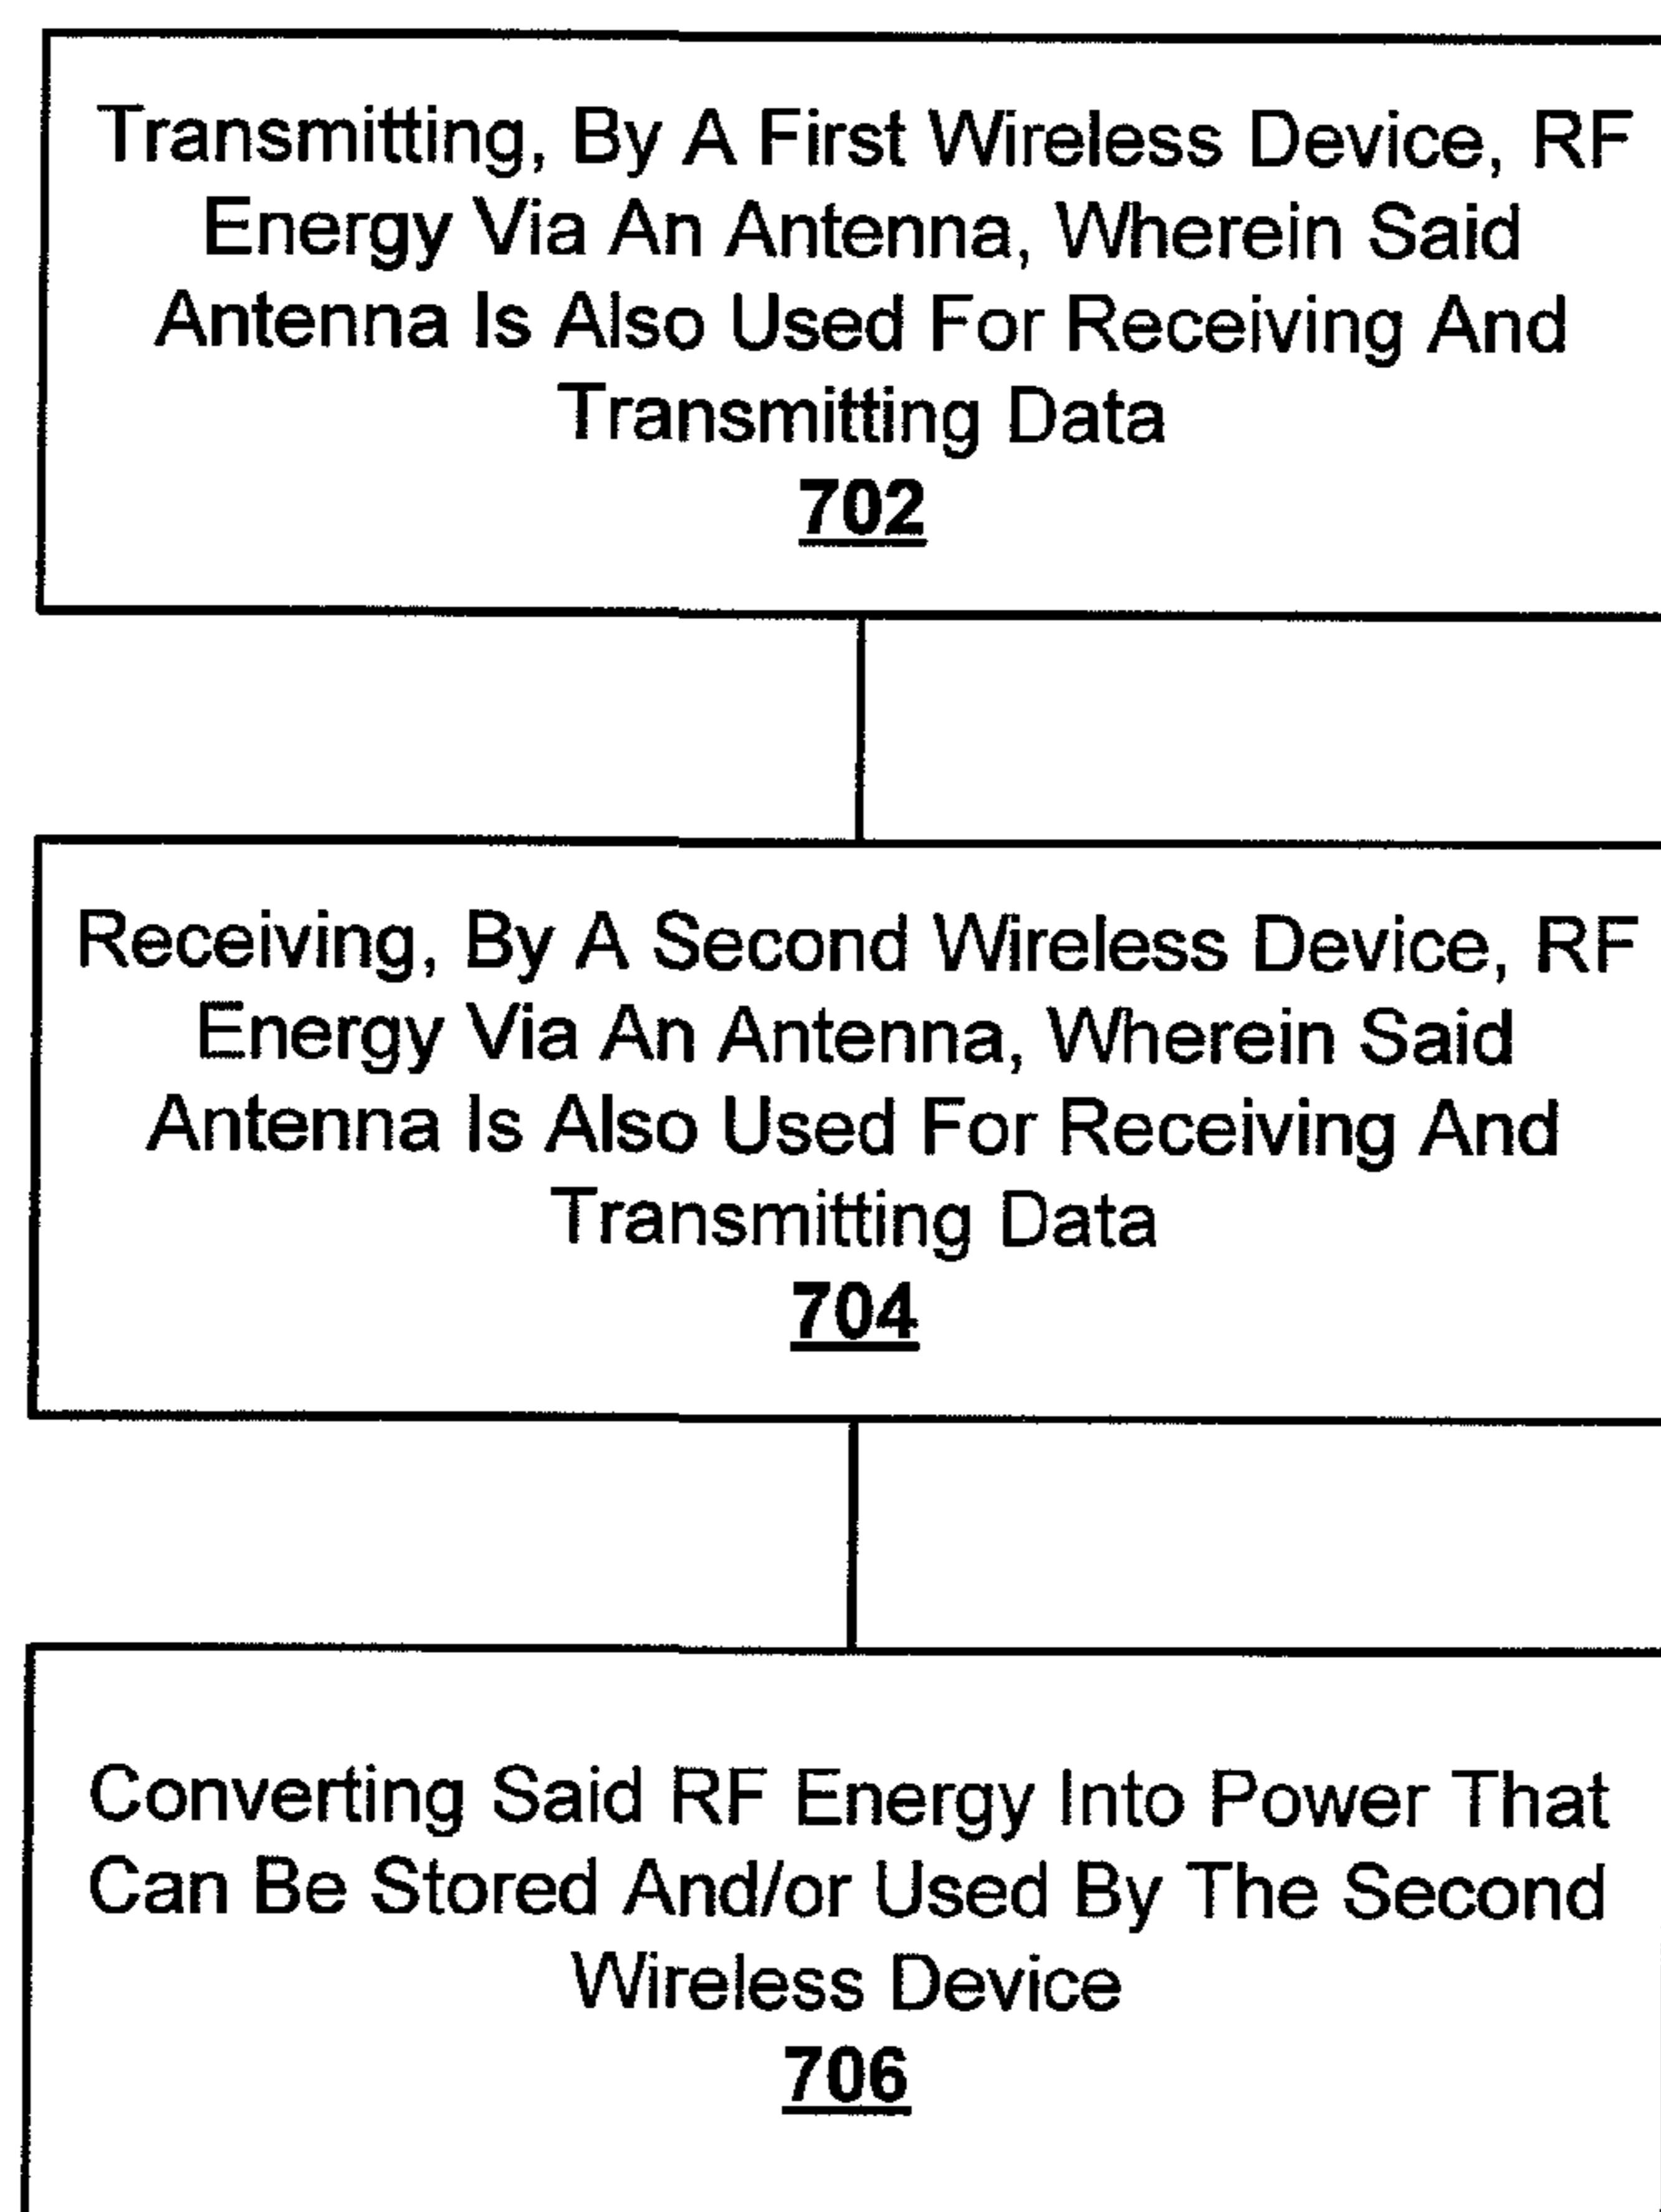 Transmitting, By A First Wireless Device, RF
Energy Via An Antenna, Wherein Said
Antenna Is Also Used For Receiving And
Transmitting Data
702
Receiving, By A Second Wireless Device, RF
Energy Via An Antenna, Wherein Said
Antenna Is Also Used For Receiving And
Transmitting Data
704
Converting Said RF Energy Into Power That
Can Be Stored And/or Used By The Second
Wireless Device
706